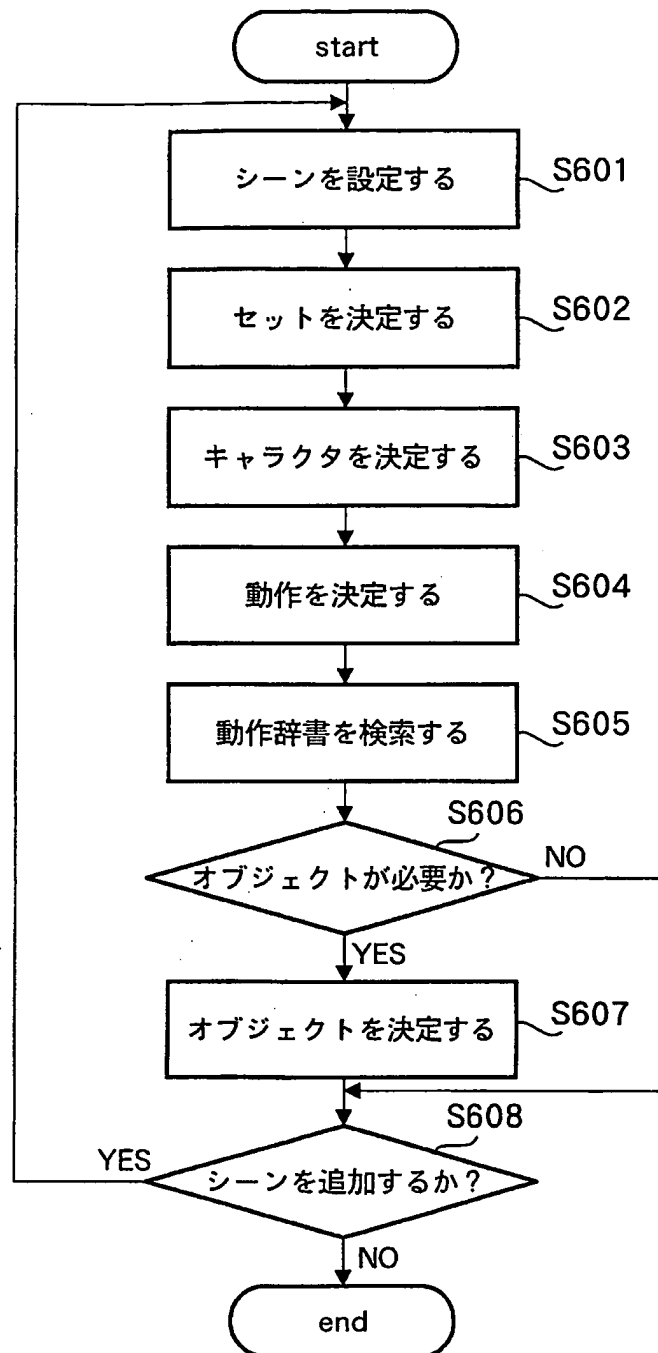 start
シーンを設定する
S601
セットを決定する
S602
キャラクタを決定する
S603
動作を決定する
S604
動作辞書を検索する
S605
S606
オブジェクトが必要か？
NO
YES
オブジェクトを決定する
S607
S608
YES
シーンを追加するか？
NO
end